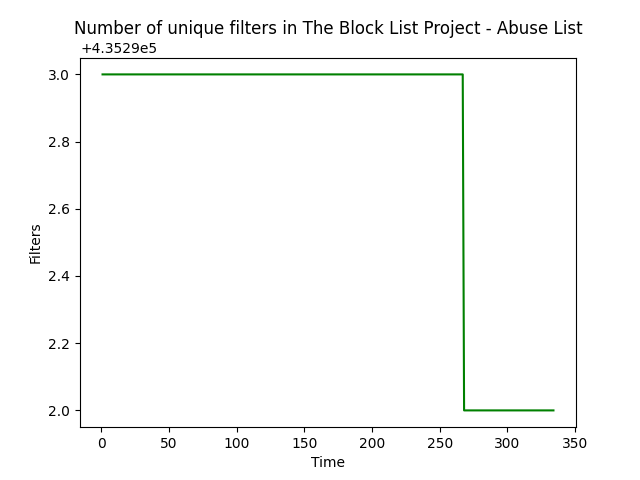 Number of unique filters in The Block List Project - Abuse List
+4.3529e5
3.0
2.8
2.6
2.4
2.2
2.0
Filters
0 50 100 150 200 250 300 350
Time